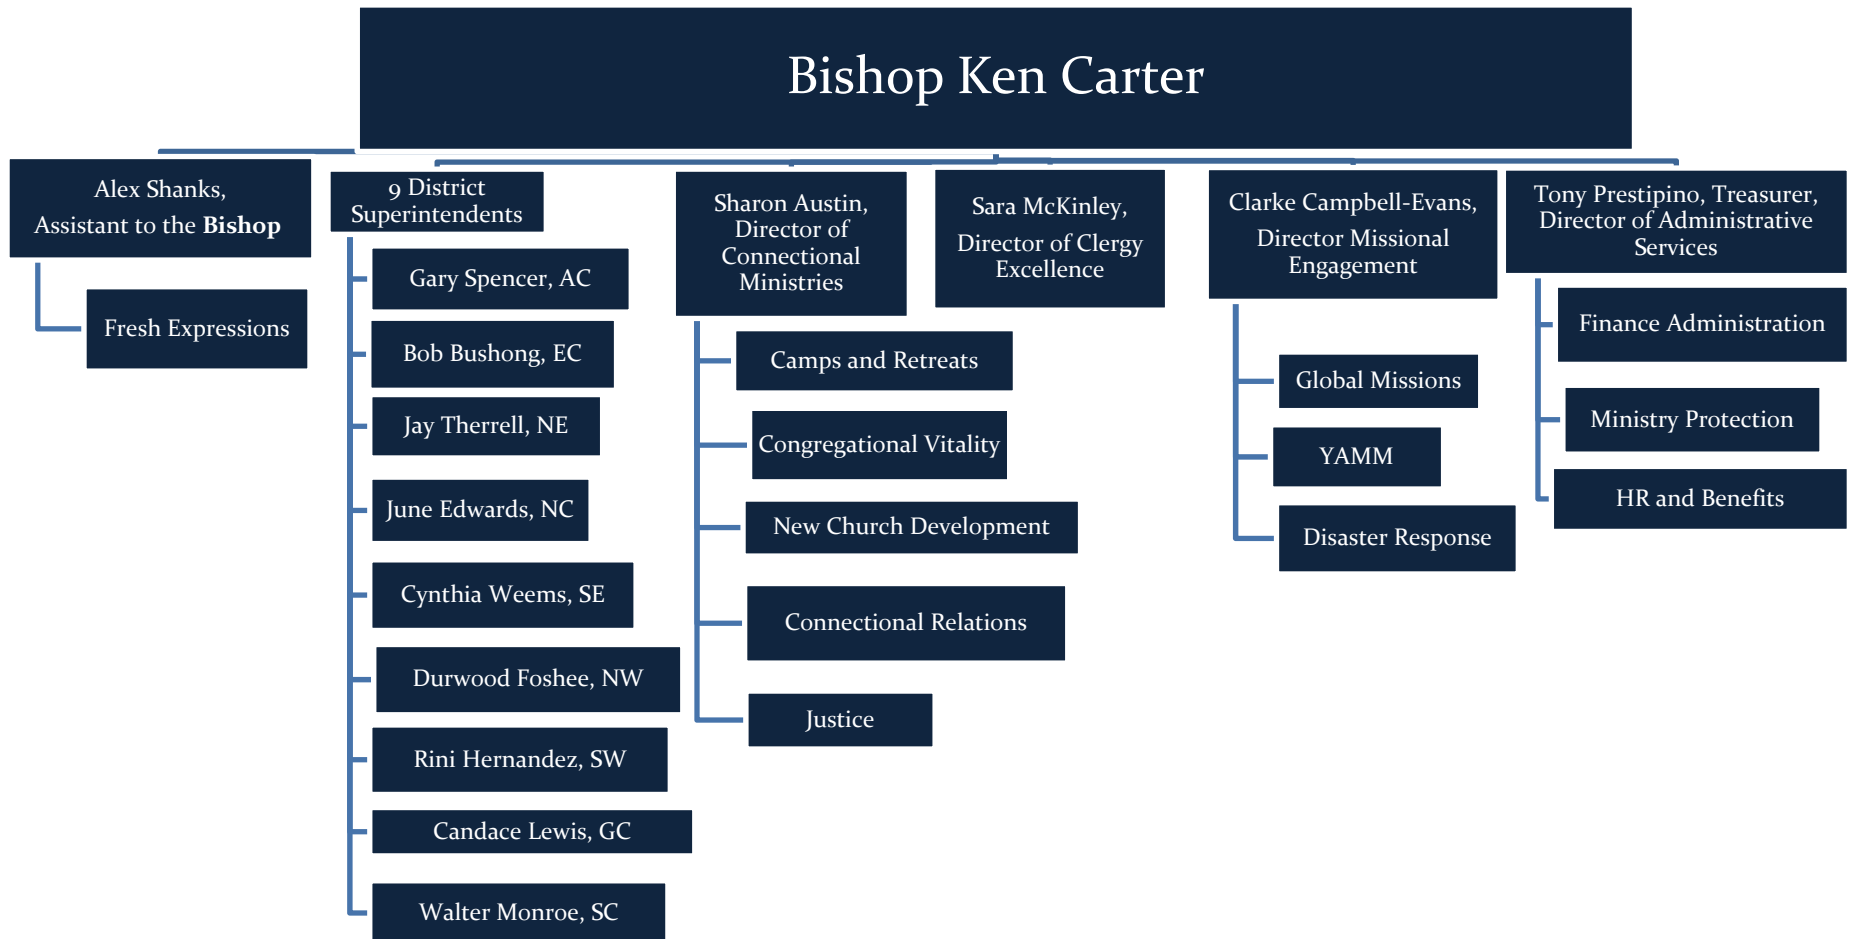 Bishop Ken Carter
Alex Shanks,
Assistant to the Bishop
Fresh Expressions
9 District
Superintendents
Gary Spencer, AC
Bob Bushong, EC
Jay Therrell, NE
June Edwards, NC
Cynthia Weems, SE
Durwood Foshee, NW
Rini Hernandez, SW
Candace Lewis, GC
Walter Monroe, SC
Sharon Austin,
Director of
Connectional
Ministries
Camps and Retreats
Congregational Vitality
New Church Development
Connectional Relations
Justice
Sara McKinley,
Director of Clergy
Excellence
Clarke Campbell-Evans,
Director Missional
Engagement
Global Missions
YAMM
Disaster Response
Tony Prestipino, Treasurer,
Director of Administrative
Services
Finance Administration
Ministry Protection
HR and Benefits